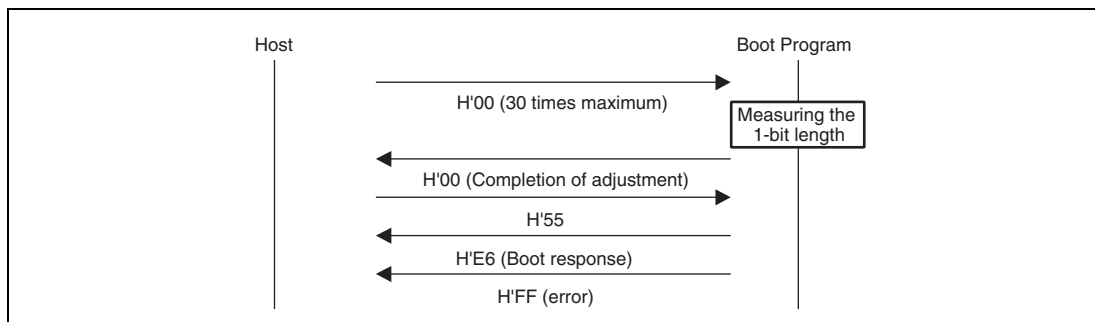 Host
Boot Program
H'00 (30 times maximum)
Measuring the
1-bit length
H'00 (Completion of adjustment)
H'55
H'E6 (Boot response)
H'FF (error)